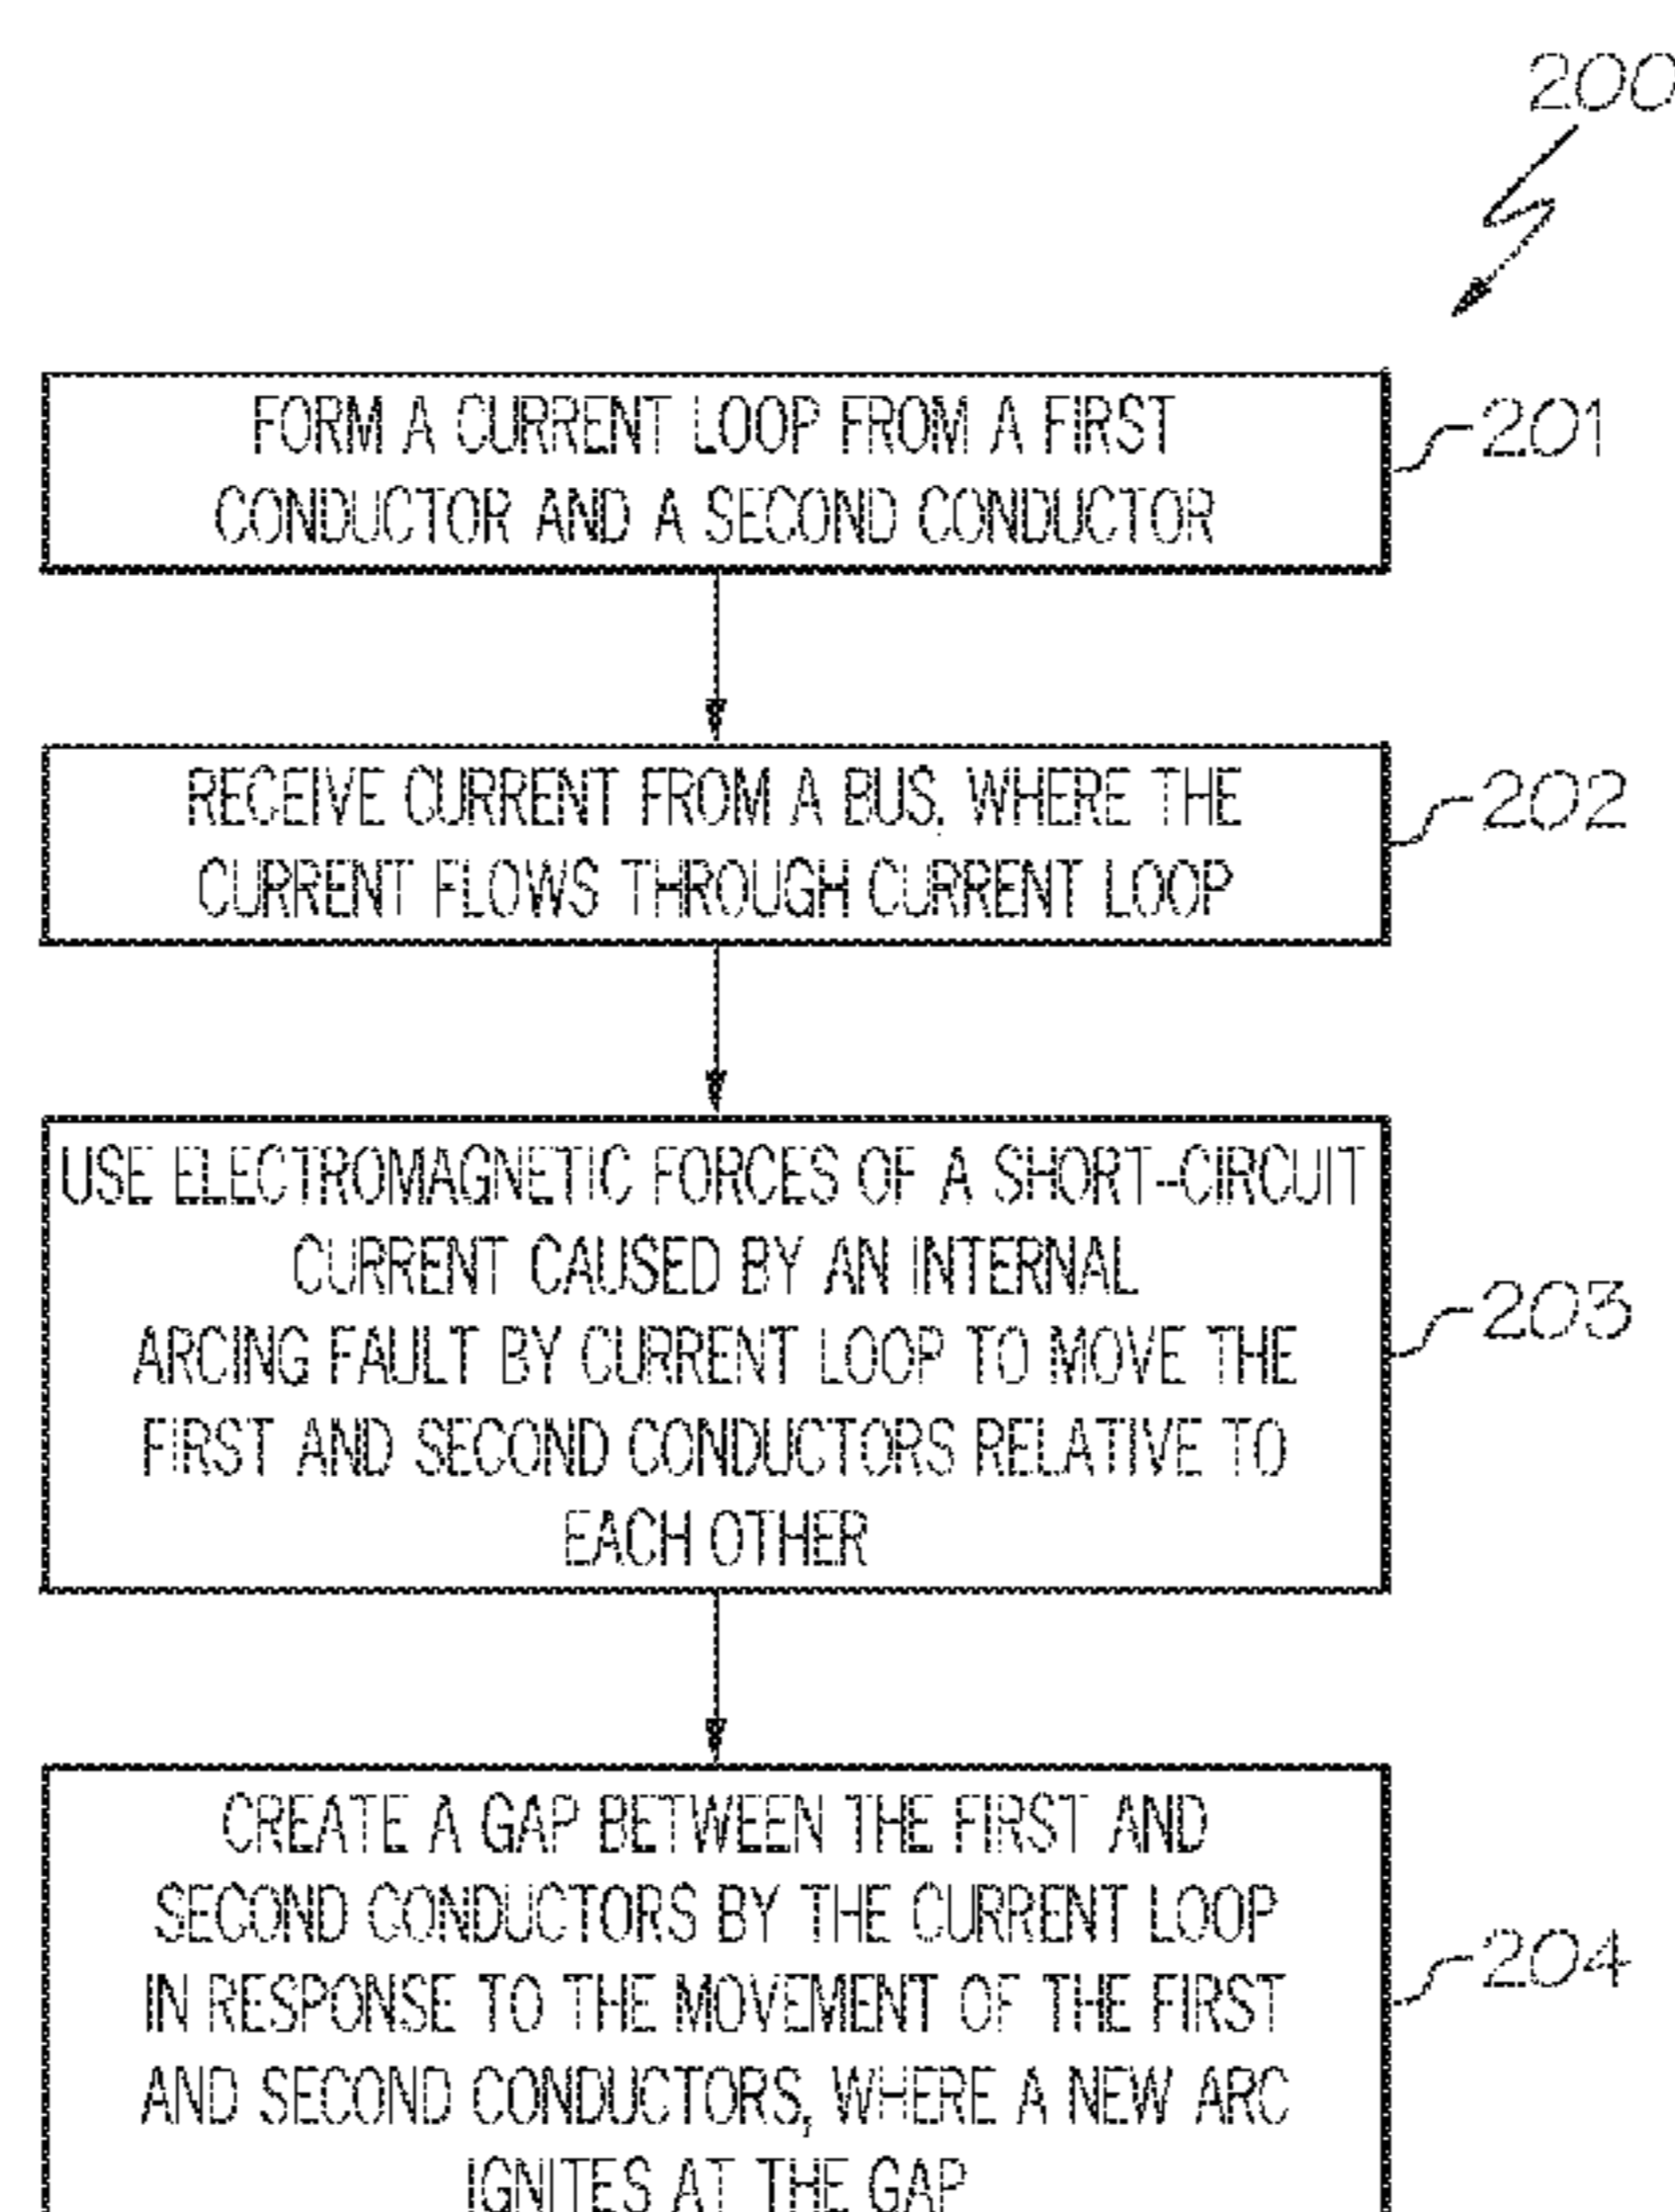 200
FORM A CURRENT LOOP FROM A FIRST
CONDUCTOR AND A SECOND CONDUCTOR
201
RECEIVE CURRENT FROM A BUS, WHERE THE
CURRENT FLOWS THROUGH CURRENT LOOP
202
USE ELECTROMAGNETIC FORCES OF A SHORT-CIRCUIT
CURRENT CAUSED BY AN INTERNAL
ARCING FAULT BY CURRENT LOOP TO MOVE THE
FIRST AND SECOND CONDUCTORS RELATIVE TO
EACH OTHER
203
CREATE A GAP BETWEEN THE FIRST AND
SECOND CONDUCTORS BY THE CURRENT LOOP
IN RESPONSE TO THE MOVEMENT OF THE FIRST
AND SECOND CONDUCTORS, WHERE A NEW ARC
IGNITES AT THE GAP
204